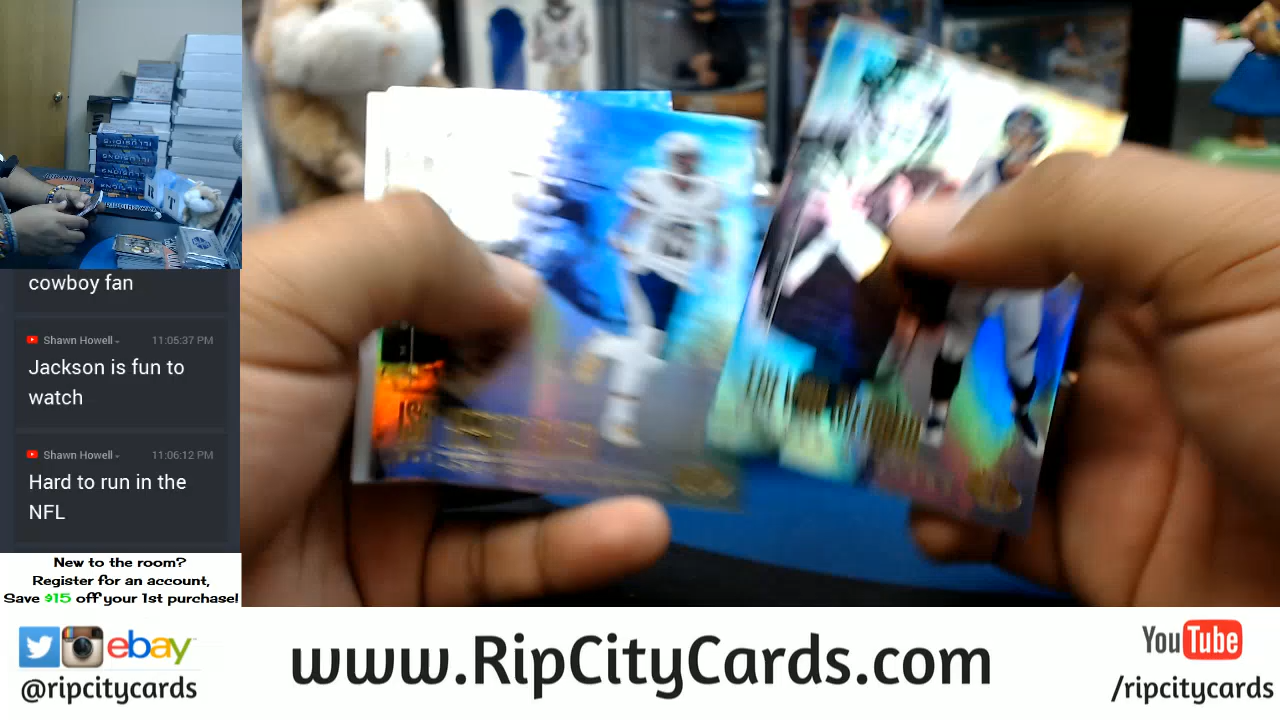 cowboy fan
Shawn Howell 11:05:37 PM
Jackson is fun to
watch
Shawn Howell 11:06:12 PM
Hard to run in the
NFL
New to the room?
Register for an account,
Save $15 off your 1st purchase!
ebay
@ripcitycards
www.RipCityCards.com
YouTube
/ripcitycards